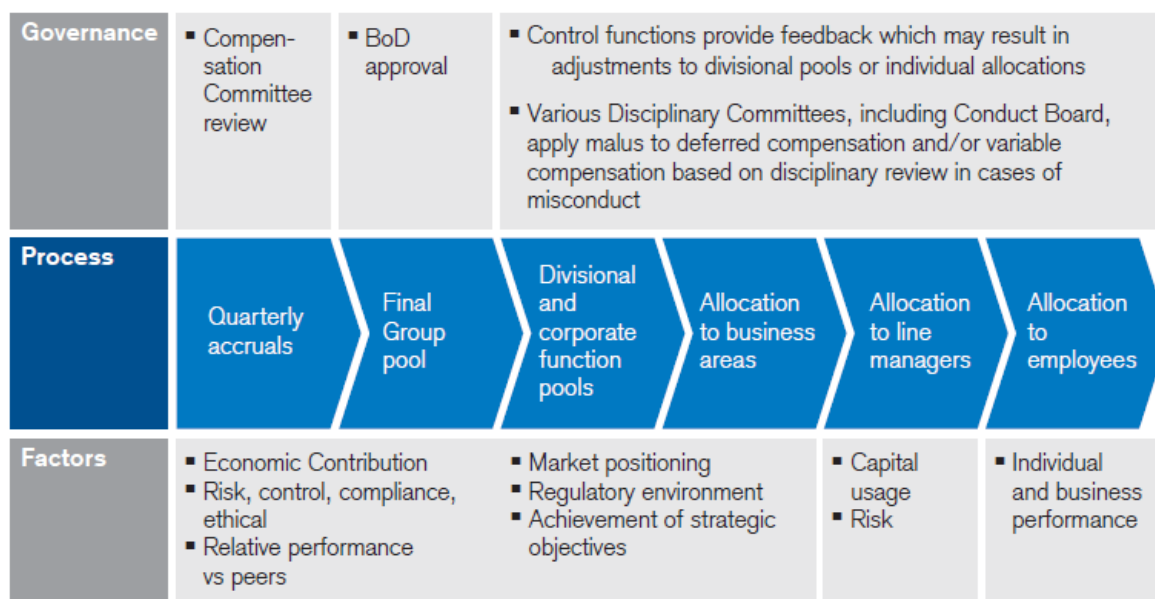 Governance
▪ Compen-
sation
Committee
review
▪ BoD
approval
▪ Control functions provide feedback which may result in
adjustments to divisional pools or individual allocations
▪ Various Disciplinary Committees, including Conduct Board,
apply malus to deferred compensation and/or variable
compensation based on disciplinary review in cases of
misconduct
Process
Quarterly
accruals
Final
Group
pool
Divisional
and
corporate
function
pools
Allocation
to business
areas
Allocation
to line
managers
Allocation
to
employees
Factors
▪ Economic Contribution
▪ Risk, control, compliance,
ethical
▪ Relative performance
vs peers
▪ Market positioning
▪ Regulatory environment
▪ Achievement of strategic
objectives
▪ Capital
usage
▪ Risk
▪ Individual
and business
performance